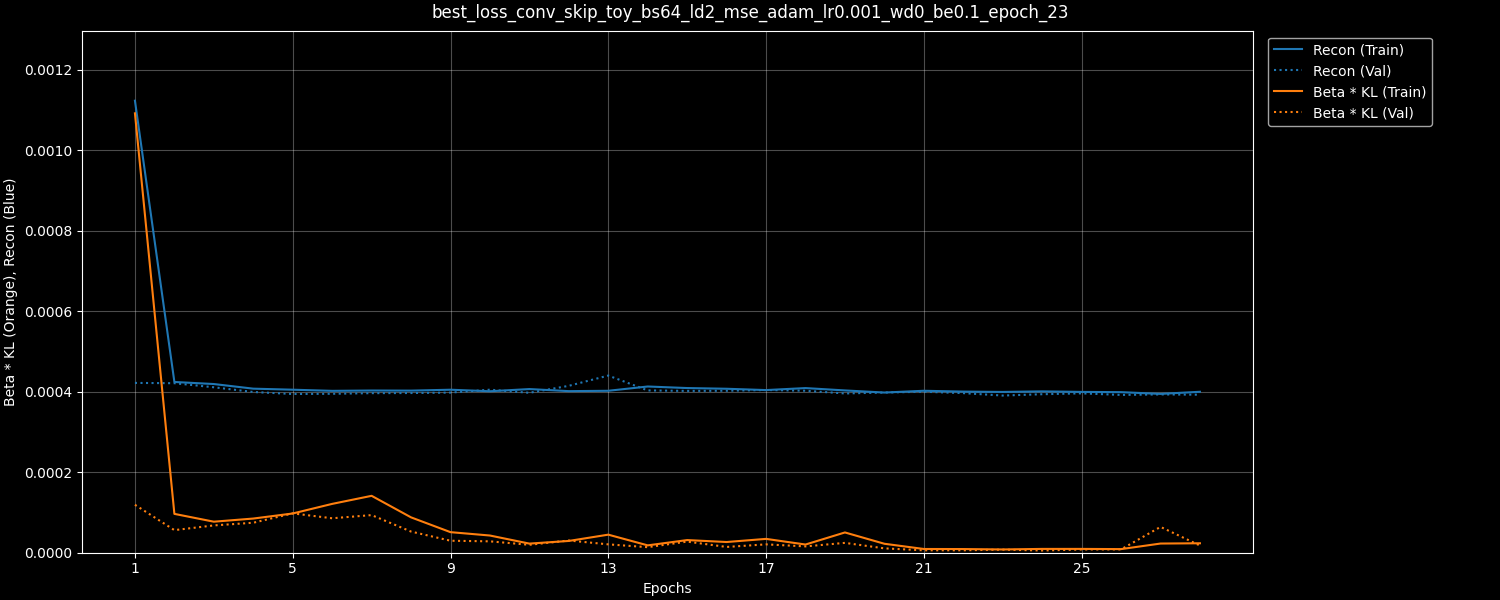 best_loss_conv_skip_toy_bs64_ld2_mse_adam_lr0.001_wd0_be0.1_epoch_23
Recon (Train)
Recon (Val)
Beta * KL (Train)
Beta * KL (Val)
Beta * KL (Orange), Recon (Blue)
0.0012
0.0010
0.0008
0.0006
0.0004
0.0002
0.0000
1 5 9 13 17 21 25
Epochs